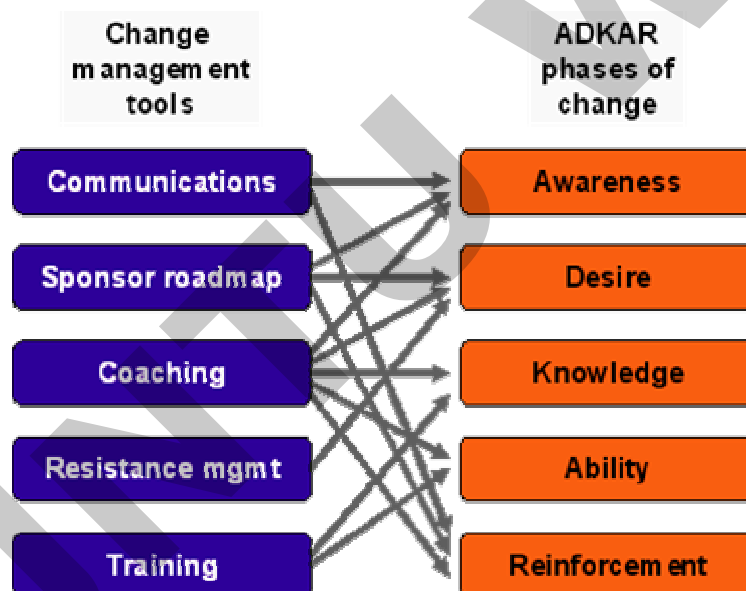 Change
management
tools
ADKAR
phases of
change
Communications
Awareness
Sponsor roadmap
Desire
Coaching
Knowledge
Resistance mgmt
Ability
Training
Reinforcement